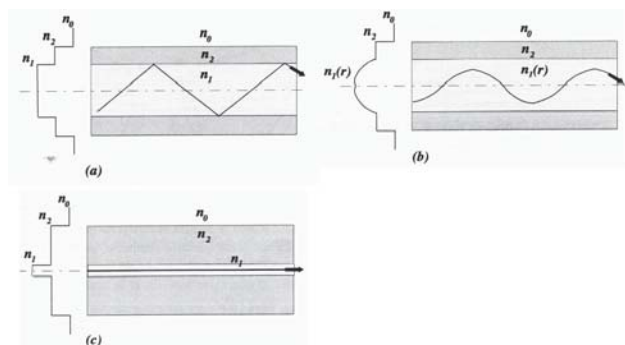 n₀ n₀
n₂ n₂
n₁ n₁
(a)
n₀ n₀
n₂ n₂
n₁(r) n₁(r)
(b)
n₀ n₀
n₂ n₂
n₁ n₁
(c)